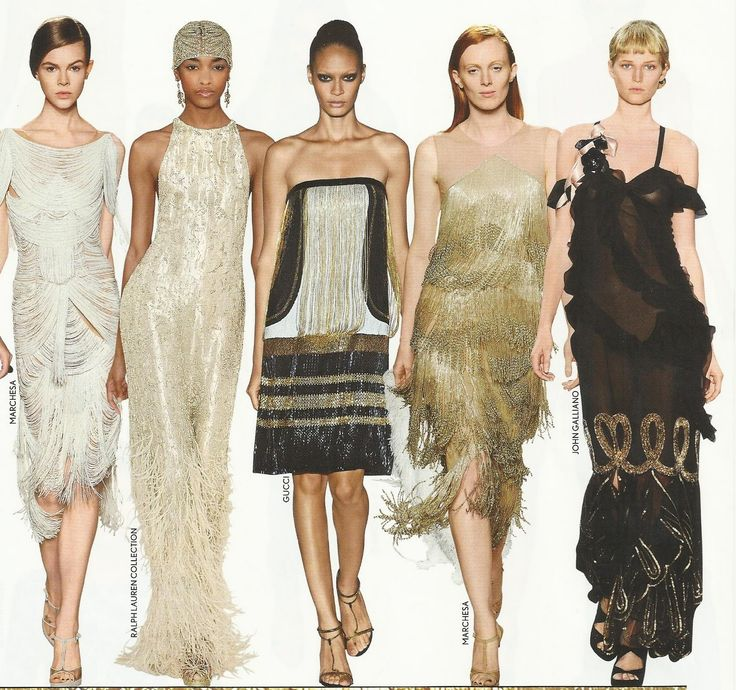 MARCHESA
RALPH LAUREN COLLECTION
GUCCI
MARCHESA
JOHN GALLIANO